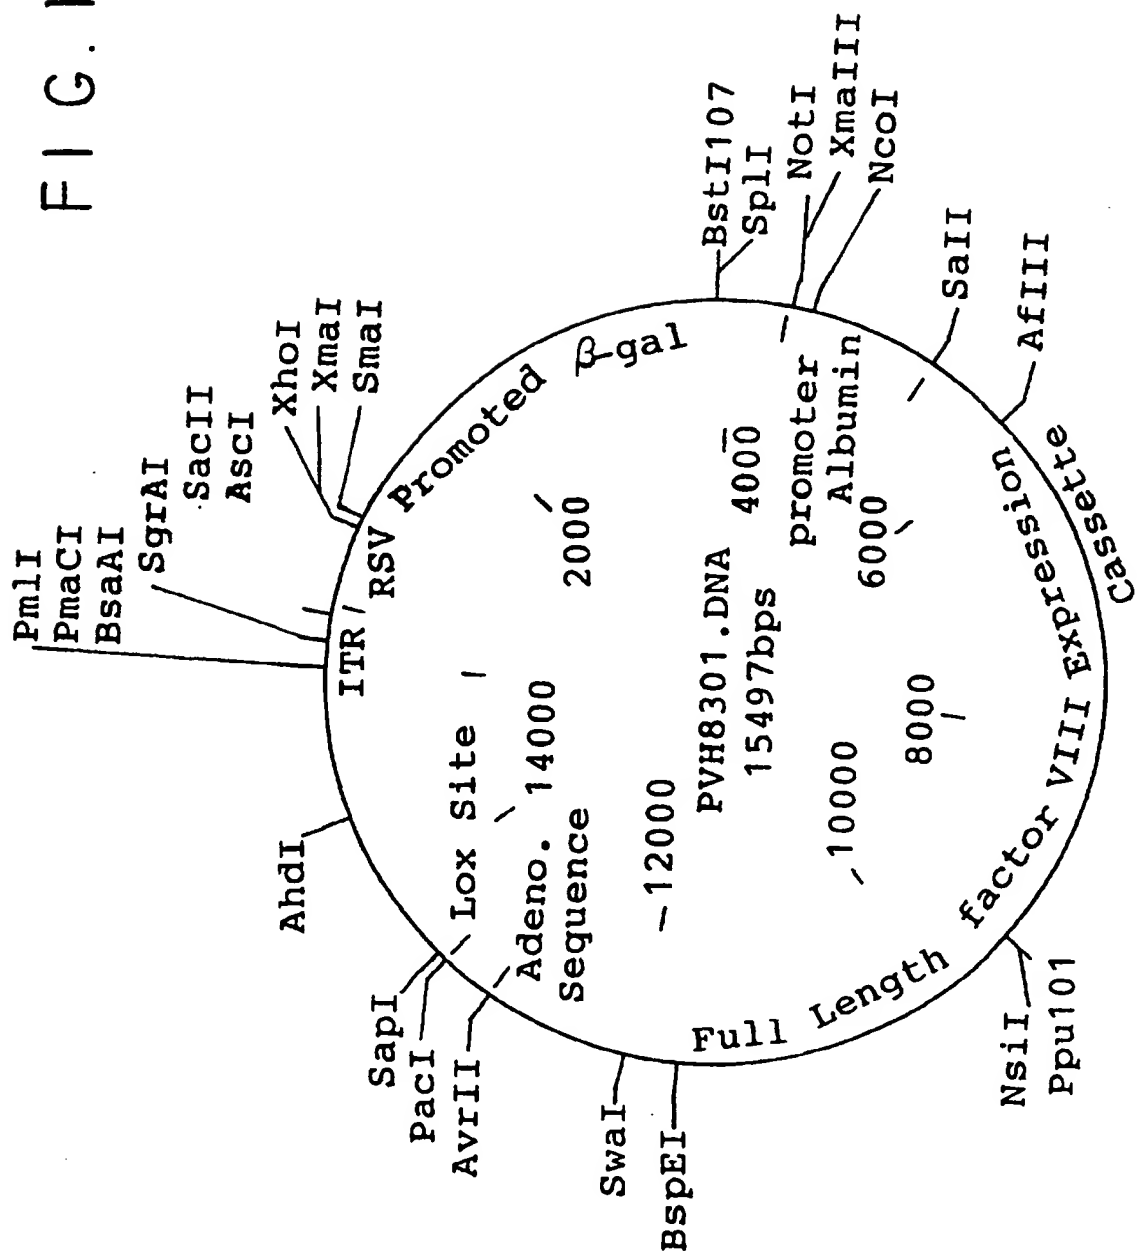 FIG. 1
PmlI
PmaCI
BsaAI
SgrAI
SacII
AscI
XhoI
XmaI
SmaI
BstI107
SplI
NotI
XmaIII
NcoI
SalI
AflII
NsiI
Ppu101
BspEI
SwaI
AvrII
PacI
SapI
AhdI
ITR
RSV Promoted β-gal
promoter
Albumin
Full Length factor VIII Expression
Cassette
Adeno.
Sequence
Lox Site
2000
4000
6000
8000
10000
12000
14000
PVH8301.DNA
15497bps